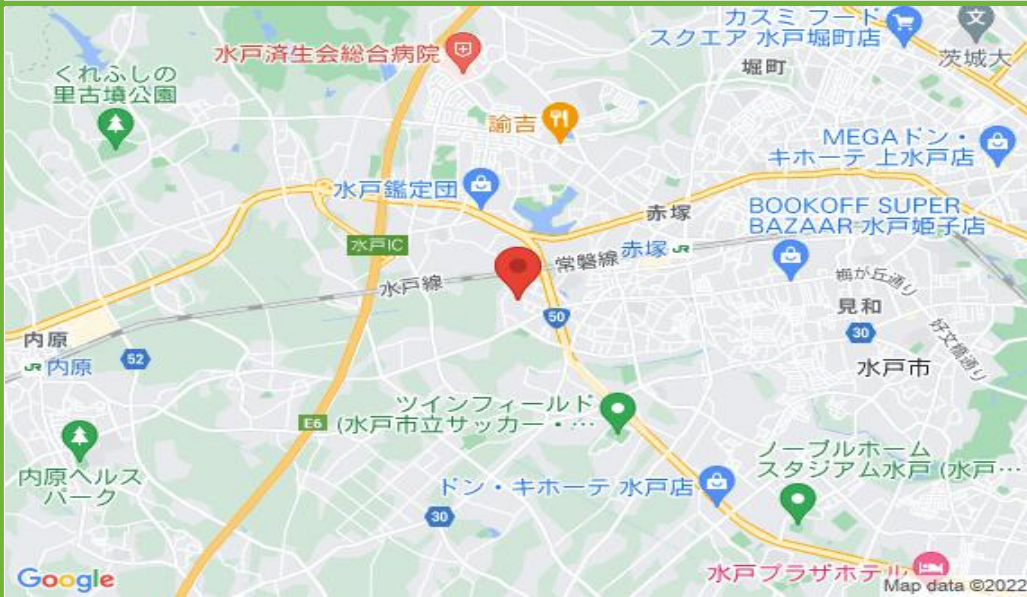 カスミ フード
スクエア 水戸堀町店
茨城大
水戸済生会総合病院
堀町
くれふしの
里古墳公園
諭吉
MEGAドン・
キホーテ 上水戸店
水戸鑑定団
赤塚
BOOKOFF SUPER
BAZAAR 水戸姫子店
水戸IC
常磐線
赤塚 JR
水戸線
桜が丘通り
見和
内原
50
30
JR 内原
52
好文橋通り
水戸市
ツインフィールド
(水戸市立サッカー・…
E6
ノーブルホーム
スタジアム水戸 (水戸…
内原ヘルス
パーク
ドン・キホーテ 水戸店
30
水戸プラザホテル
Google
Map data ©2022